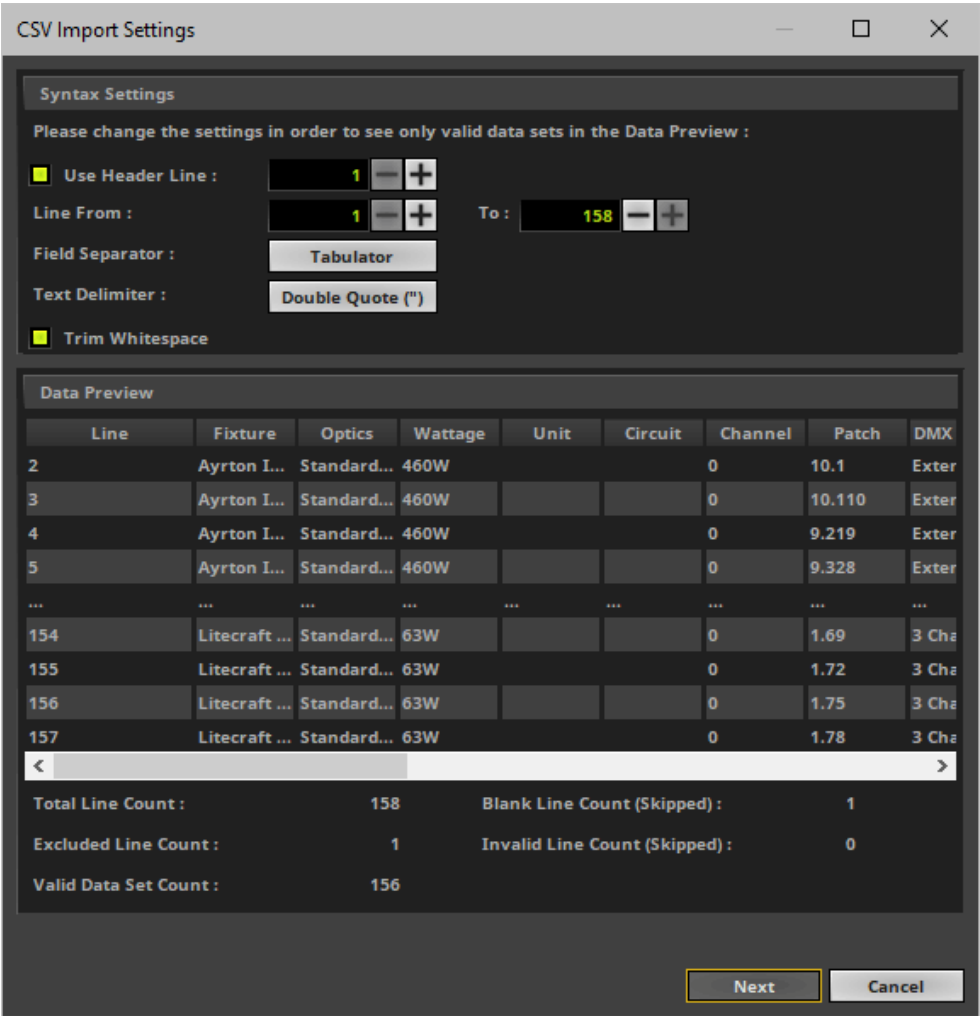 CSV Import Settings
Syntax Settings
Please change the settings in order to see only valid data sets in the Data Preview :
Use Header Line : 1
Line From : 1 To : 158
Field Separator : Tabulator
Text Delimiter : Double Quote (")
Trim Whitespace
Data Preview
Line Fixture Optics Wattage Unit Circuit Channel Patch DMX
2 Ayrton I... Standard... 460W 0 10.1 Exter
3 Ayrton I... Standard... 460W 0 10.110 Exter
4 Ayrton I... Standard... 460W 0 9.219 Exter
5 Ayrton I... Standard... 460W 0 9.328 Exter
... ... ... ... ... ... ... ... ...
154 Litecraft ... Standard... 63W 0 1.69 3 Cha
155 Litecraft ... Standard... 63W 0 1.72 3 Cha
156 Litecraft ... Standard... 63W 0 1.75 3 Cha
157 Litecraft ... Standard... 63W 0 1.78 3 Cha
Total Line Count : 158 Blank Line Count (Skipped) : 1
Excluded Line Count : 1 Invalid Line Count (Skipped) : 0
Valid Data Set Count : 156
Next Cancel